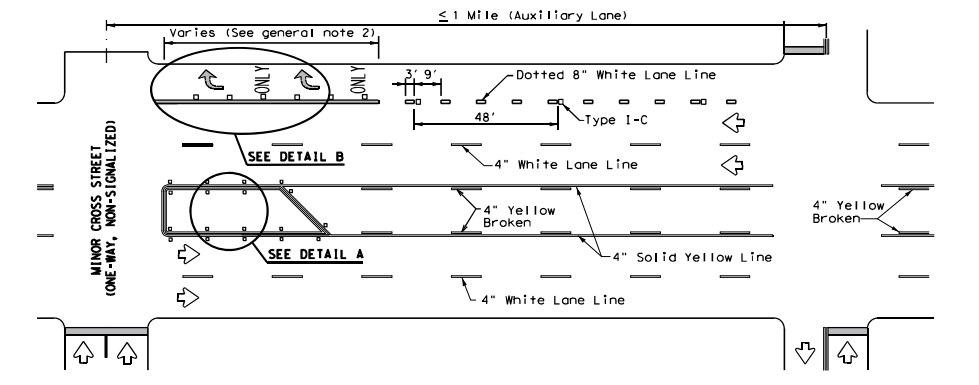 ≤ 1 Mile (Auxiliary Lane)
Varies (See general note 2)
ONLY
ONLY
3' 9'
Dotted 8" White Lane Line
48'
Type I-C
SEE DETAIL B
4" White Lane Line
MINOR CROSS STREET
(ONE-WAY, NON-SIGNALIZED)
4" Yellow
Broken
4" Yellow
Broken
SEE DETAIL A
4" Solid Yellow Line
4" White Lane Line